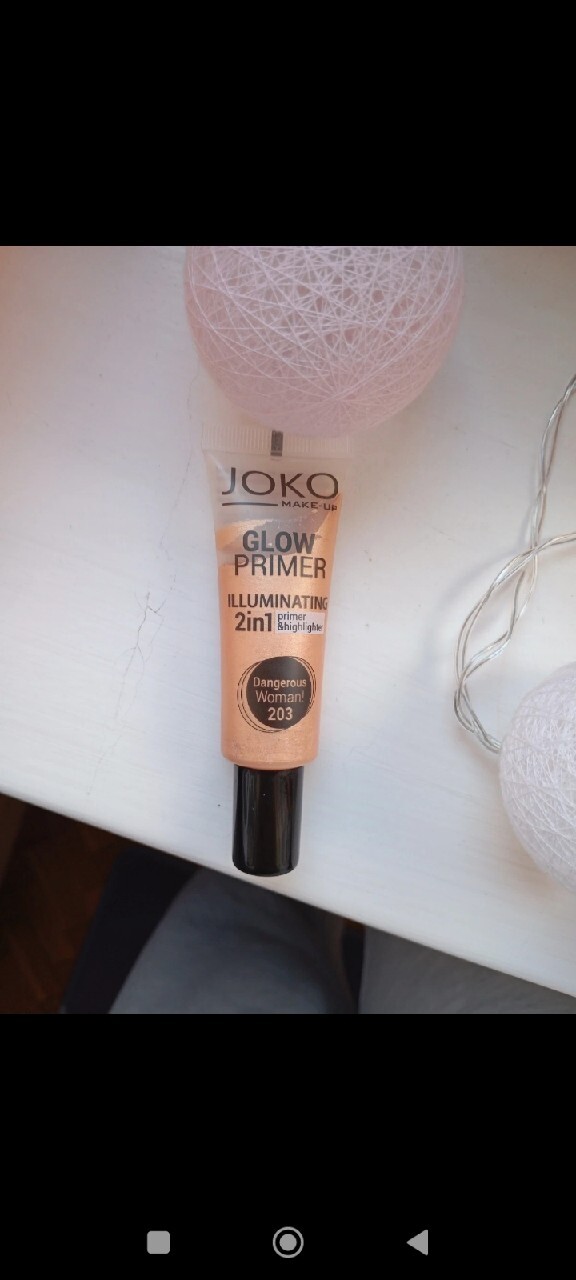 JOKO
MAKE-UP
GLOW
PRIMER
ILLUMINATING
2in1 primer
&highlighter
Dangerous
Woman!
203